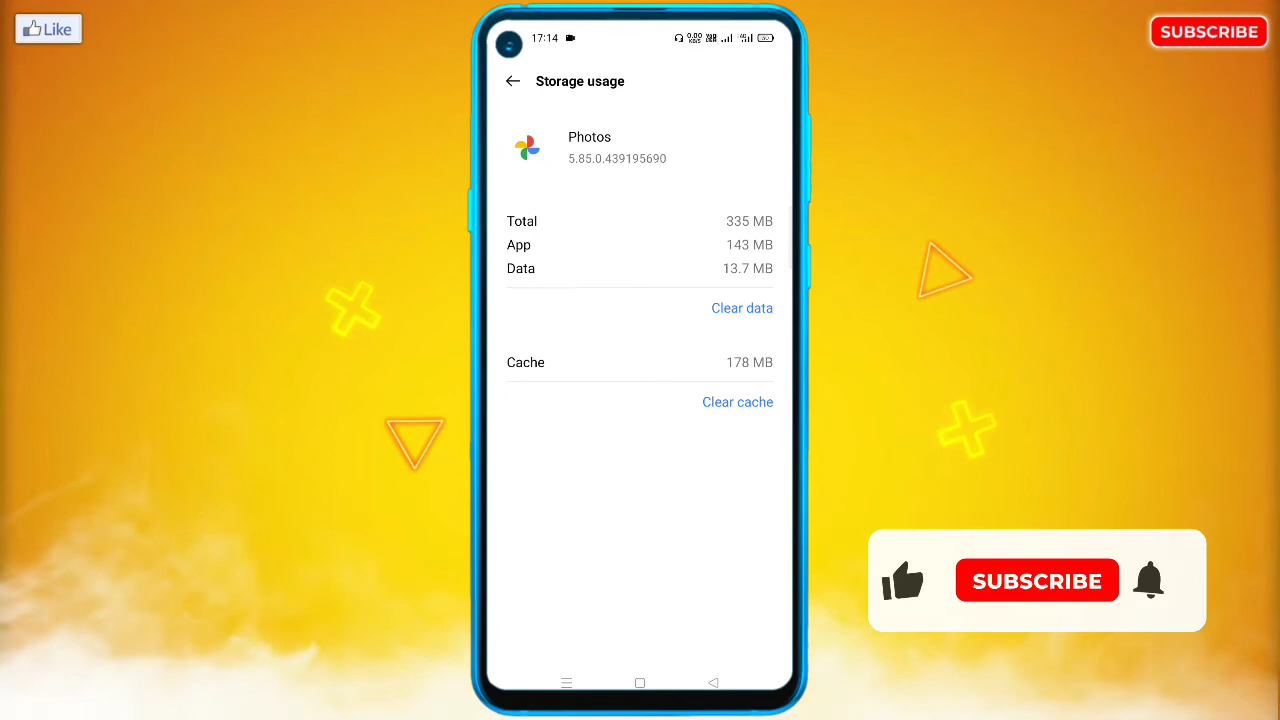 Like
SUBSCRIBE
17:14
Storage usage
Photos
5.85.0.439195690
Total 335 MB
App 143 MB
Data 13.7 MB
Clear data
Cache 178 MB
Clear cache
SUBSCRIBE